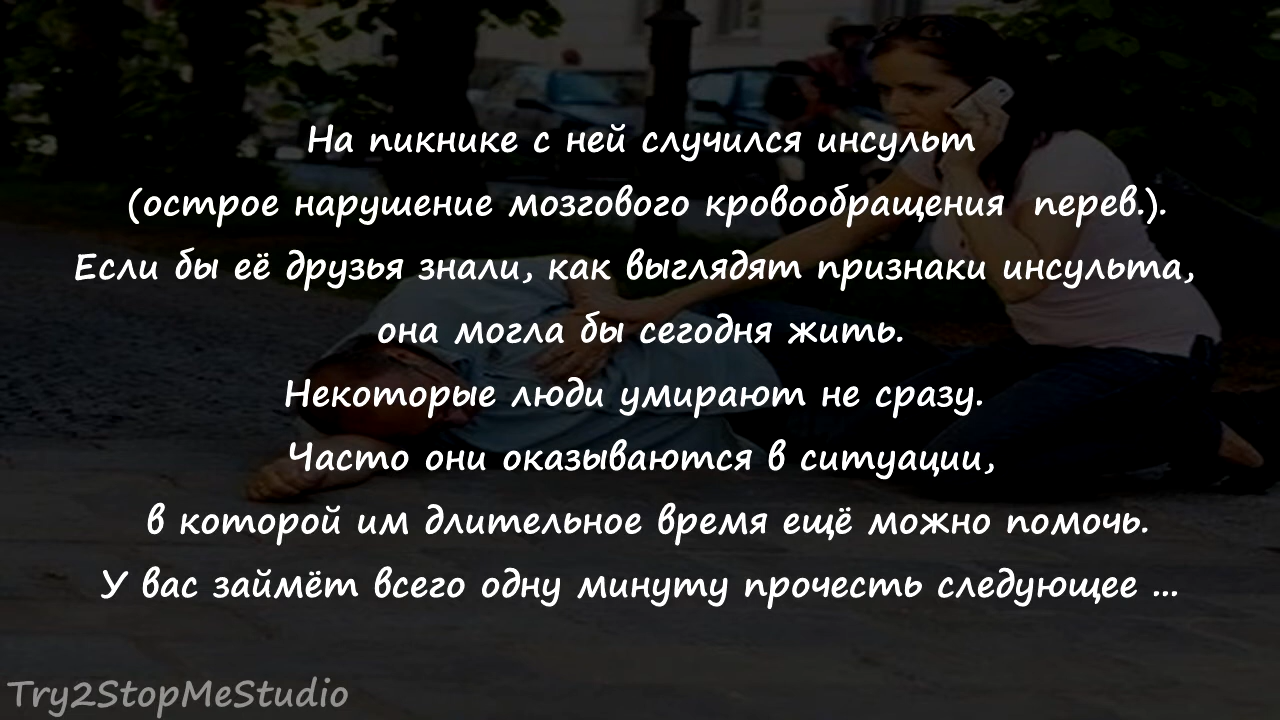 На пикнике с ней случился инсульт
(острое нарушение мозгового кровообращения перев.).
Если бы её друзья знали, как выглядят признаки инсульта,
она могла бы сегодня жить.
Некоторые люди умирают не сразу.
Часто они оказываются в ситуации,
в которой им длительное время ещё можно помочь.
У вас займёт всего одну минуту прочесть следующее ...
Try2StopMeStudio